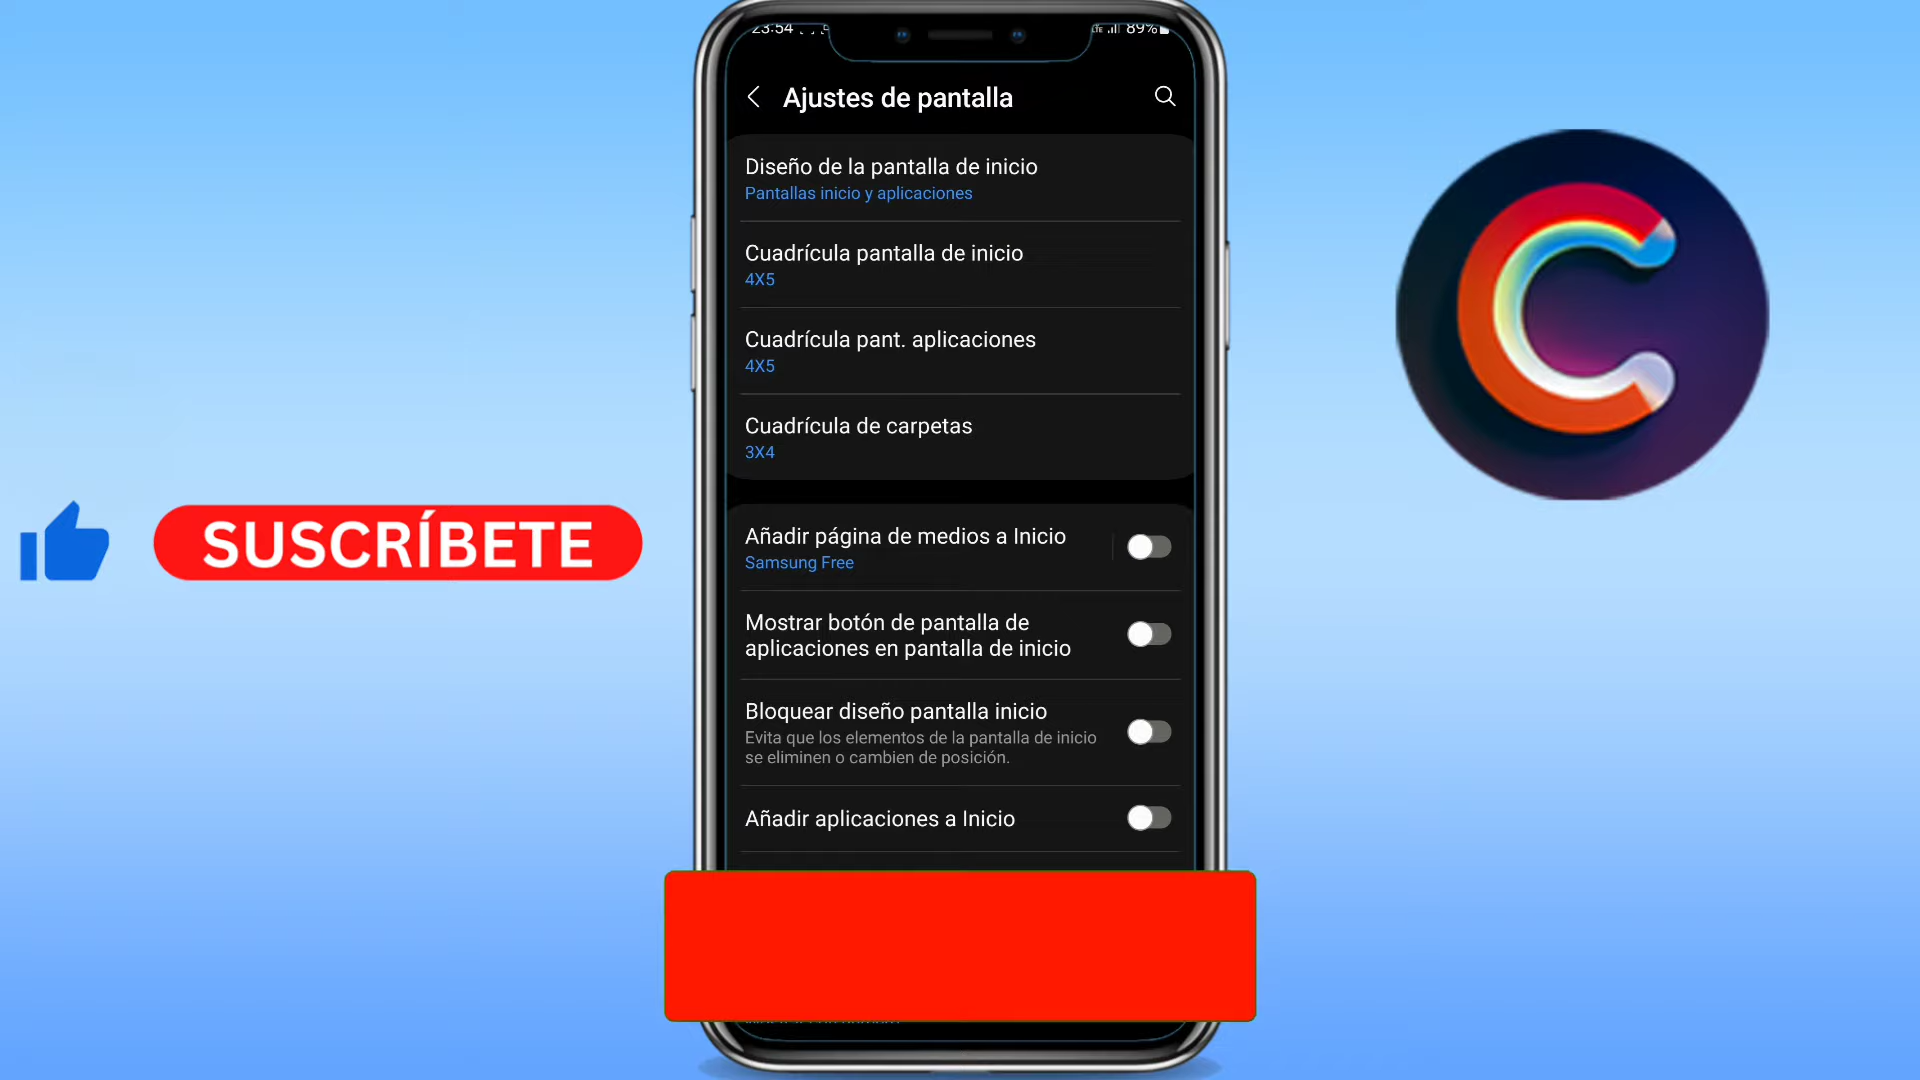 23:54
89%
Ajustes de pantalla
Diseño de la pantalla de inicio
Pantallas inicio y aplicaciones
Cuadrícula pantalla de inicio
4X5
Cuadrícula pant. aplicaciones
4X5
Cuadrícula de carpetas
3X4
SUSCRÍBETE
Añadir página de medios a Inicio
Samsung Free
Mostrar botón de pantalla de
aplicaciones en pantalla de inicio
Bloquear diseño pantalla inicio
Evita que los elementos de la pantalla de inicio
se eliminen o cambien de posición.
Añadir aplicaciones a Inicio